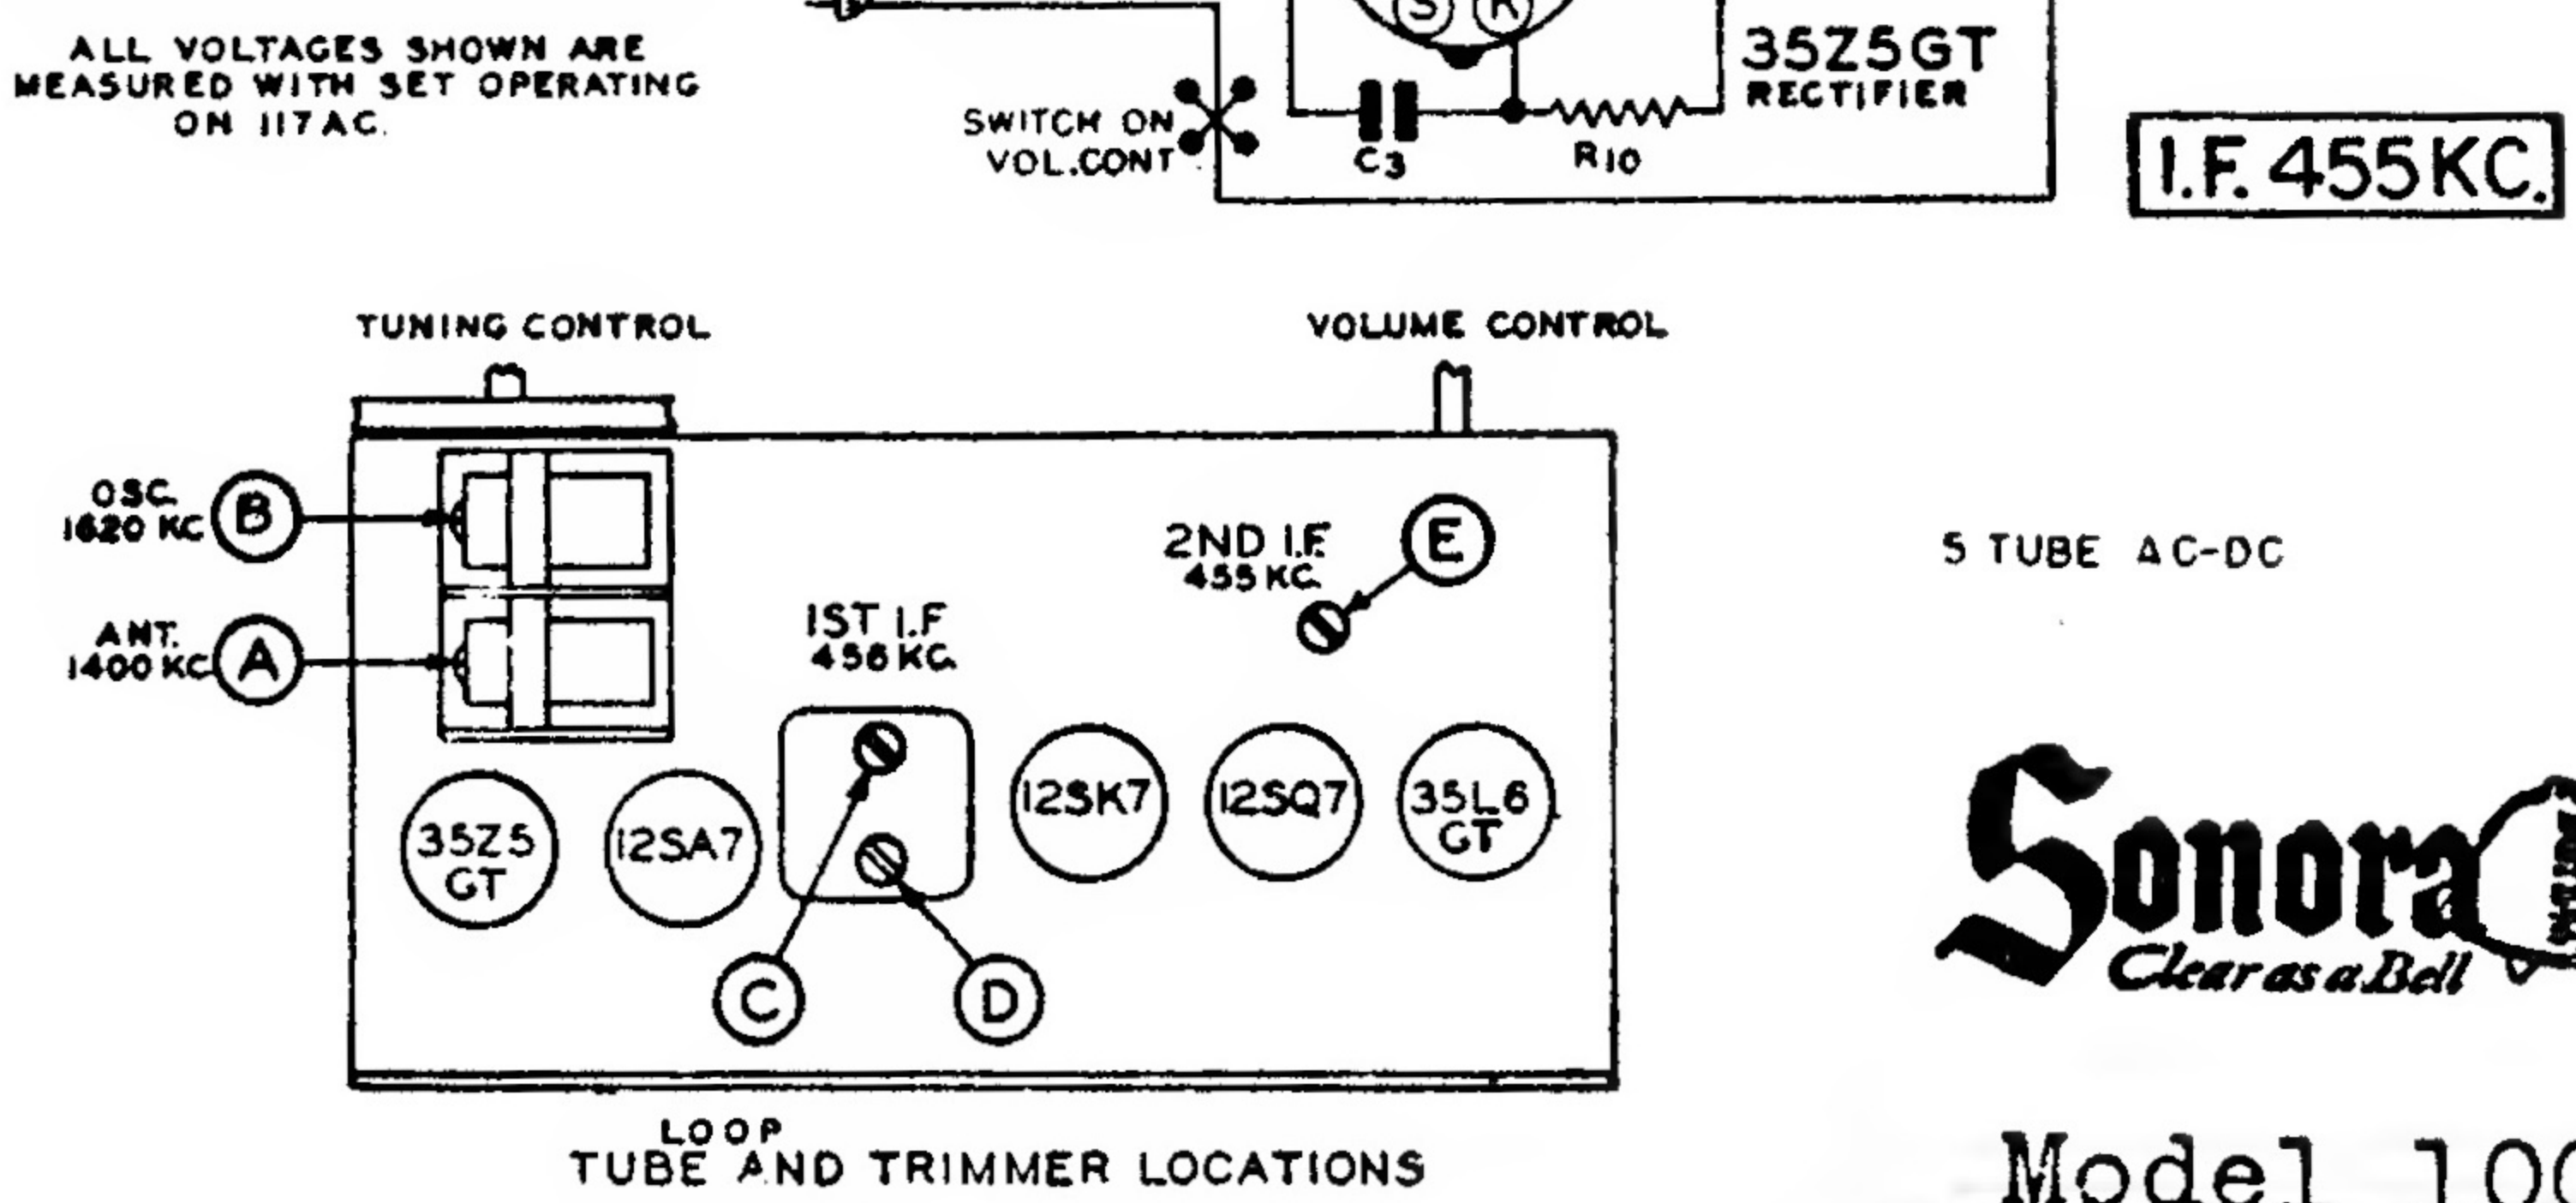 ALL VOLTAGES SHOWN ARE
MEASURED WITH SET OPERATING
ON 117AC.
S K
35Z5GT
RECTIFIER
SWITCH ON
VOL.CONT
C3
R10
I.F. 455KC.
TUNING CONTROL
VOLUME CONTROL
OSC.
1620 KC
B
ANT.
1400 KC
A
1ST I.F
456 KC
2ND I.F.
455 KC.
E
5 TUBE AC-DC
35Z5
GT
12SA7
12SK7
12SQ7
35L6
GT
C
D
Sonora
Clear as a Bell
LOOP
TUBE AND TRIMMER LOCATIONS
Model